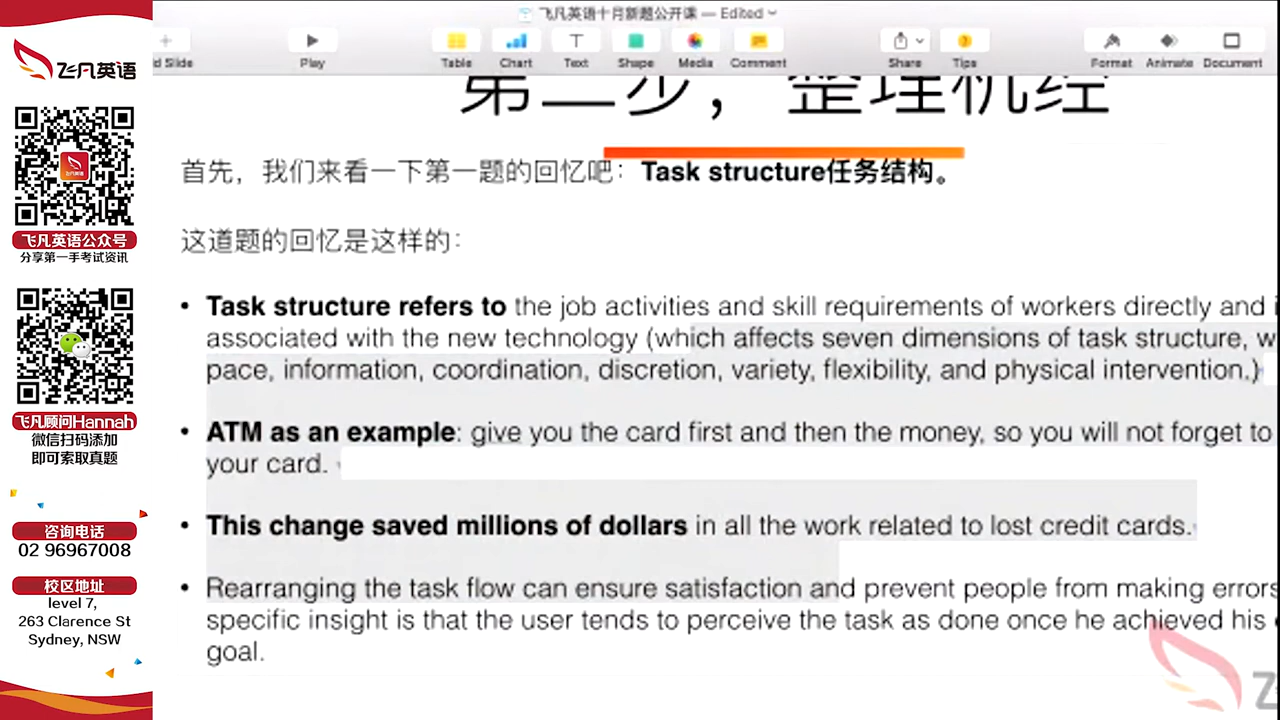 飞凡英语
飞凡英语公众号
分享第一手考试资讯
飞凡顾问Hannah
微信扫码添加
即可索取真题
咨询电话
02 96967008
校区地址
level 7,
263 Clarence St
Sydney, NSW
飞凡英语十月新题公开课 — Edited
d Slide
Play
Table
Chart
Text
Shape
Media
Comment
Share
Tips
Format
Animate
Document
第二步，整理机经
首先，我们来看一下第一题的回忆吧：Task structure任务结构。
这道题的回忆是这样的：
• Task structure refers to the job activities and skill requirements of workers directly and i
associated with the new technology (which affects seven dimensions of task structure, w
pace, information, coordination, discretion, variety, flexibility, and physical intervention.)
• ATM as an example: give you the card first and then the money, so you will not forget to
your card.
• This change saved millions of dollars in all the work related to lost credit cards.
• Rearranging the task flow can ensure satisfaction and prevent people from making errors
specific insight is that the user tends to perceive the task as done once he achieved his
goal.